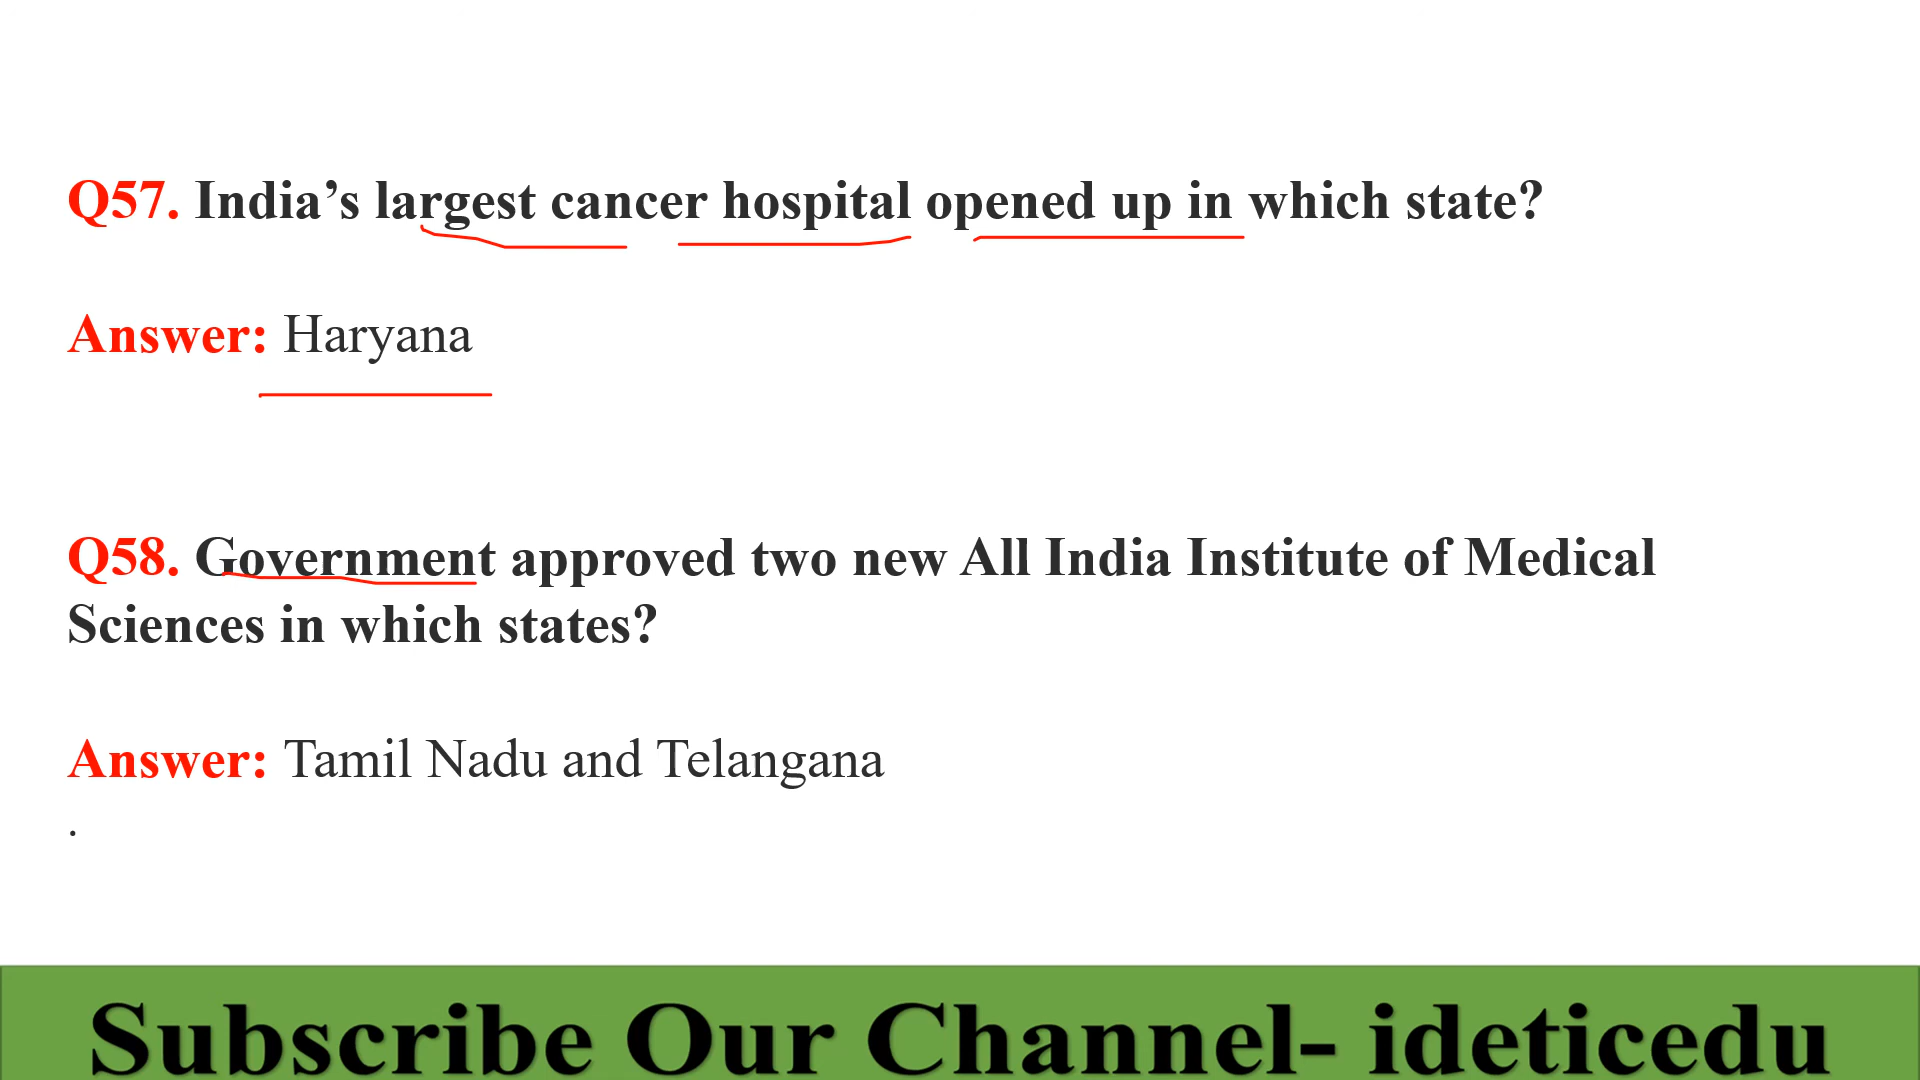 Q57. India’s largest cancer hospital opened up in which state?
Answer: Haryana
Q58. Government approved two new All India Institute of Medical
Sciences in which states?
Answer: Tamil Nadu and Telangana
.
Subscribe Our Channel- ideticedu